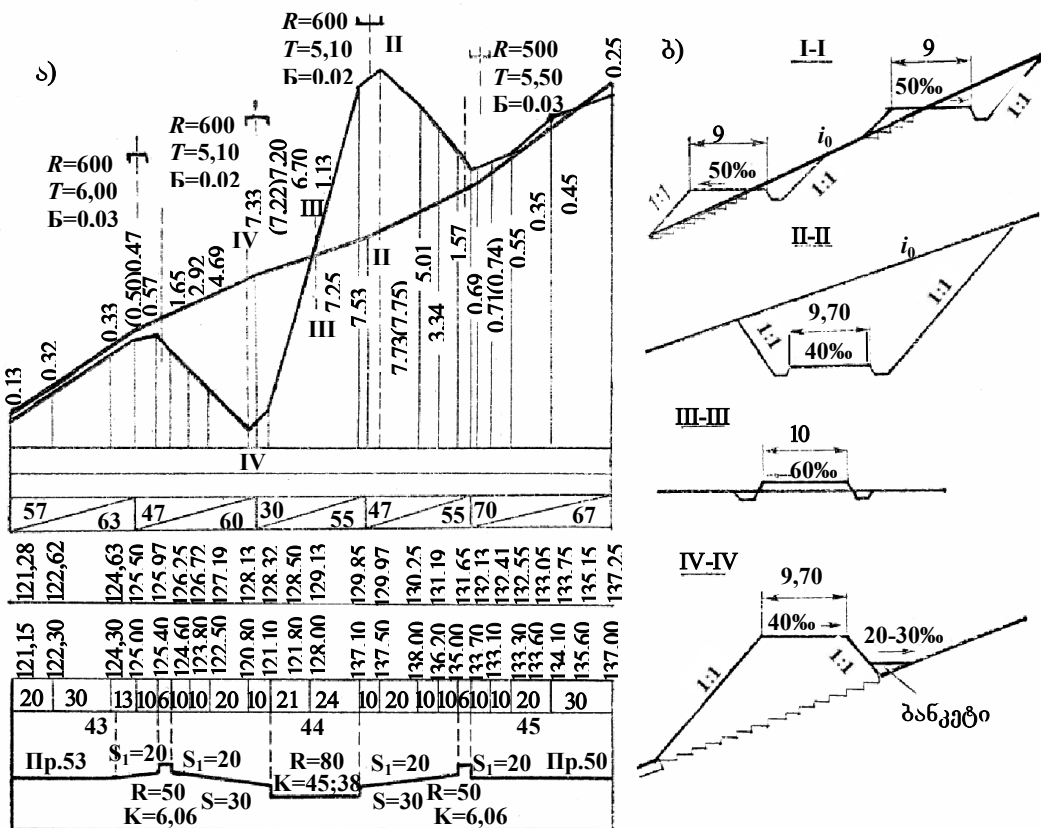 ა)
R=600
T=6,00
Б=0.03
R=600
T=5,10
Б=0.02
R=600
T=5,10
Б=0.02
R=500
T=5,50
Б=0.03
0.13
0.32
0.33
(0.50)0.47
0.57
1.65
2.92
4.69
7.33
(7.22)7.20
6.70
1.13
7.25
7.53
7.73(7.75)
5.01
3.34
1.57
0.69
0.71(0.74)
0.55
0.35
0.45
0.25
IV
III
II
II
III
IV
57 63 47 60 30 55 47 55 70 67
121,28 122,62 124,63 125.50 125.97 126.25 126.72 127.19 128.13 128.32 128.50 129.13 129.85 129.97 130.25 131.19 131.65 132.13 132.41 132.55 133.05 133.75 135.15 137.25
121,15 122,30 124,30 125.00 125.40 124.60 123.80 122.50 120.80 121.10 121.80 128.00 137.10 137.50 138.00 136.20 135.00 133.70 133.10 133.30 133.60 134.10 135.60 137.00
20 30 13 10 6 10 10 20 10 21 24 10 20 10 10 6 10 10 20 30
43 44 45
Пр.53 S₁=20 S₁=20 R=80 S₁=20 S₁=20 Пр.50
K=45;38
R=50 S=30 S=30 R=50
K=6,06 K=6,06
ბ)
I-I
9
50‰
1:1
9
50‰
i₀
1:1
1:1
II-II
i₀
9,70
40‰
1:1
1:1
III-III
10
60‰
IV-IV
9,70
40‰
20-30‰
1:1
1:1
ბანკეტი